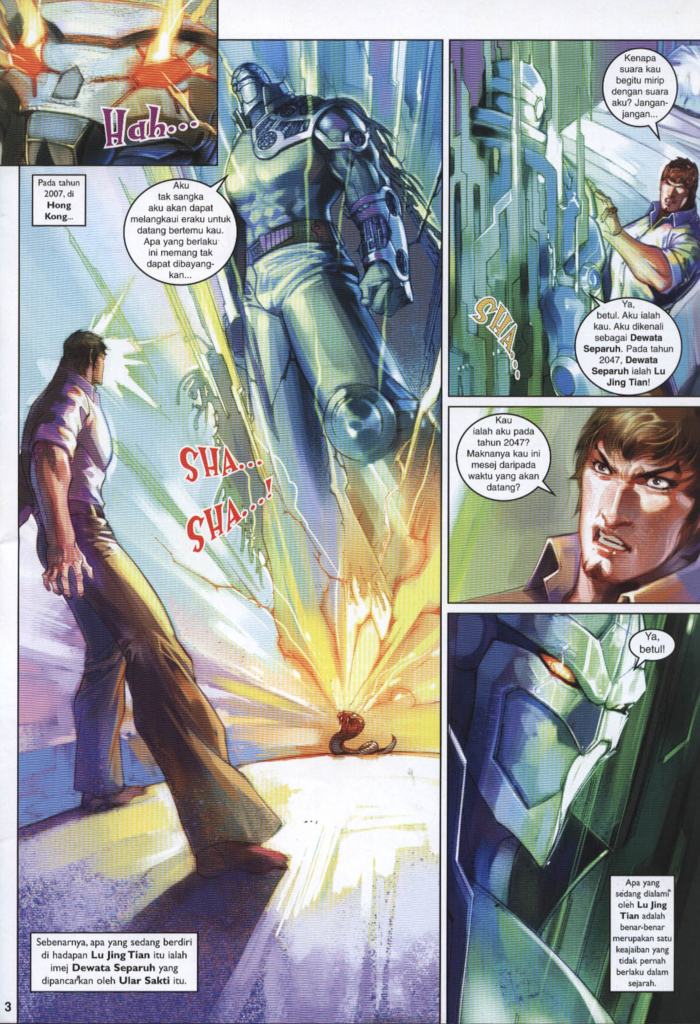 Hah...
Pada tahun
2007, di
Hong
Kong...
Aku
tak sangka
aku akan dapat
melangkaui eraku untuk
datang bertemu kau.
Apa yang berlaku
ini memang tak
dapat dibayang-
kan...
SHA...
SHA...!
Sebenarnya, apa yang sedang berdiri
di hadapan Lu Jing Tian itu ialah
imej Dewata Separuh yang
dipancarkan oleh Ular Sakti itu.
Kenapa
suara kau
begitu mirip
dengan suara
aku? Jangan-
jangan...
SHA...
Ya,
betul. Aku ialah
kau. Aku dikenali
sebagai Dewata
Separuh. Pada tahun
2047, Dewata
Separuh ialah Lu
Jing Tian!
Kau
ialah aku pada
tahun 2047?
Maknanya kau ini
mesej daripada
waktu yang akan
datang?
Ya,
betul!
Apa yang
sedang dialami
oleh Lu Jing
Tian adalah
benar-benar
merupakan satu
keajaiban yang
tidak pernah
berlaku dalam
sejarah.
3